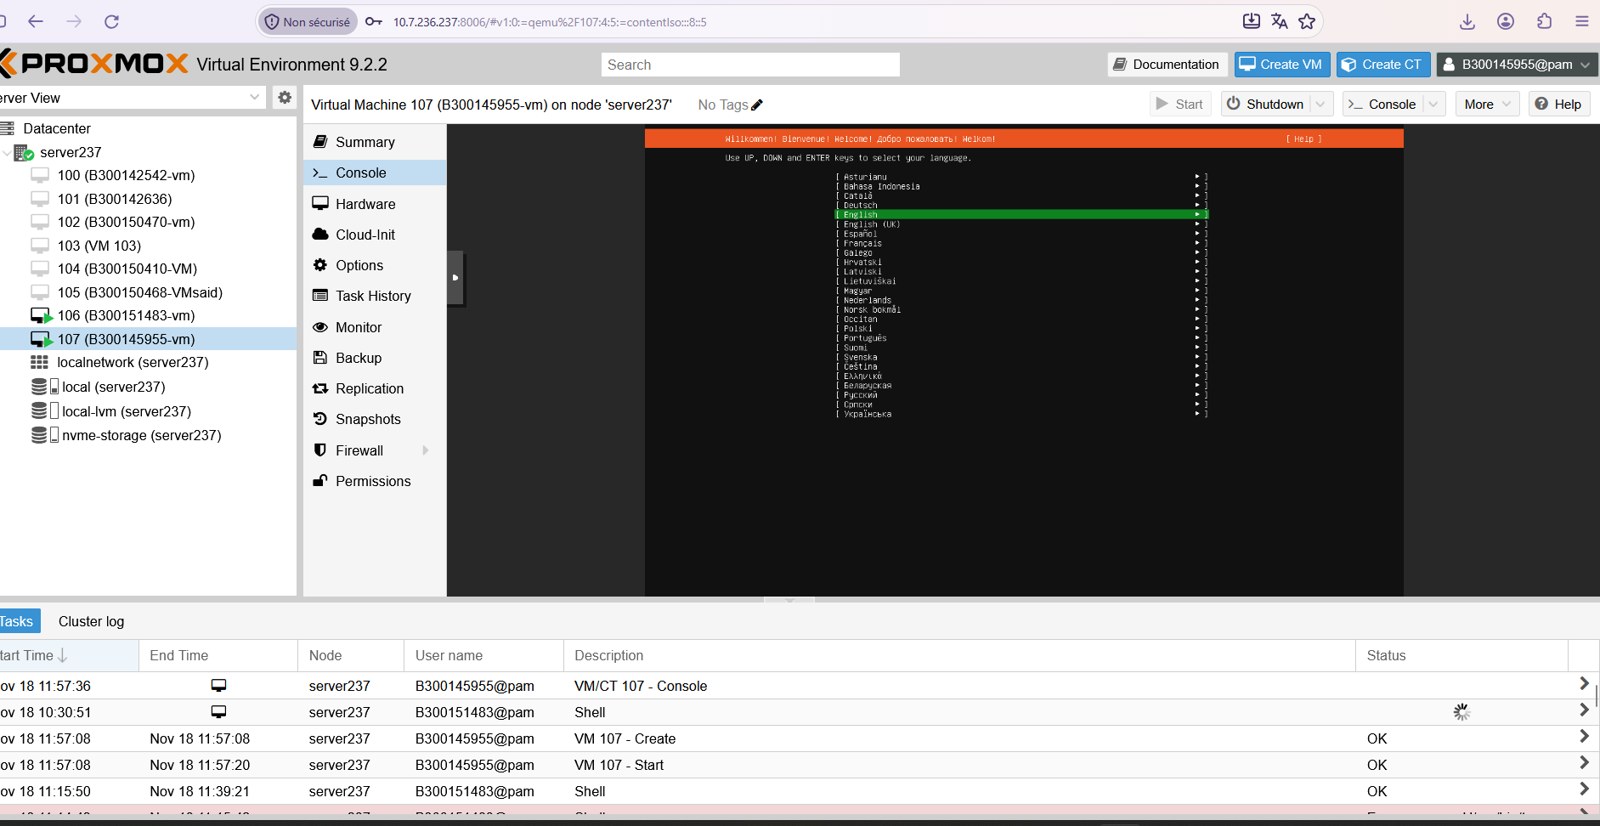 Non sécurisé
10.7.236.237:8006/#v1:0:=qemu%2F107:4:5:=contentIso:::8::5
PROXMOX Virtual Environment 9.2.2
Search
Documentation
Create VM
Create CT
B300145955@pam
erver View
Virtual Machine 107 (B300145955-vm) on node 'server237'
No Tags
Start
Shutdown
Console
More
Help
Datacenter
server237
100 (B300142542-vm)
101 (B300142636)
102 (B300150470-vm)
103 (VM 103)
104 (B300150410-VM)
105 (B300150468-VMsaid)
106 (B300151483-vm)
107 (B300145955-vm)
localnetwork (server237)
local (server237)
local-lvm (server237)
nvme-storage (server237)
Summary
Console
Hardware
Cloud-Init
Options
Task History
Monitor
Backup
Replication
Snapshots
Firewall
Permissions
Willkommen! Bienvenue! Welcome! Добро пожаловать! Welkom!
[ Help ]
Use UP, DOWN and ENTER keys to select your language.
[ Asturianu ▸ ]
[ Bahasa Indonesia ▸ ]
[ Català ▸ ]
[ Deutsch ▸ ]
[ English ▸ ]
[ English (UK) ▸ ]
[ Español ▸ ]
[ Français ▸ ]
[ Galego ▸ ]
[ Hrvatski ▸ ]
[ Latviski ▸ ]
[ Lietuviškai ▸ ]
[ Magyar ▸ ]
[ Nederlands ▸ ]
[ Norsk bokmål ▸ ]
[ Occitan ▸ ]
[ Polski ▸ ]
[ Português ▸ ]
[ Suomi ▸ ]
[ Svenska ▸ ]
[ Čeština ▸ ]
[ Ελληνικά ▸ ]
[ Беларуская ▸ ]
[ Русский ▸ ]
[ Српски ▸ ]
[ Українська ▸ ]
Tasks
Cluster log
tart Time
End Time
Node
User name
Description
Status
ov 18 11:57:36 server237 B300145955@pam VM/CT 107 - Console
ov 18 10:30:51 server237 B300151483@pam Shell
ov 18 11:57:08 Nov 18 11:57:08 server237 B300145955@pam VM 107 - Create OK
ov 18 11:57:08 Nov 18 11:57:20 server237 B300145955@pam VM 107 - Start OK
ov 18 11:15:50 Nov 18 11:39:21 server237 B300151483@pam Shell OK